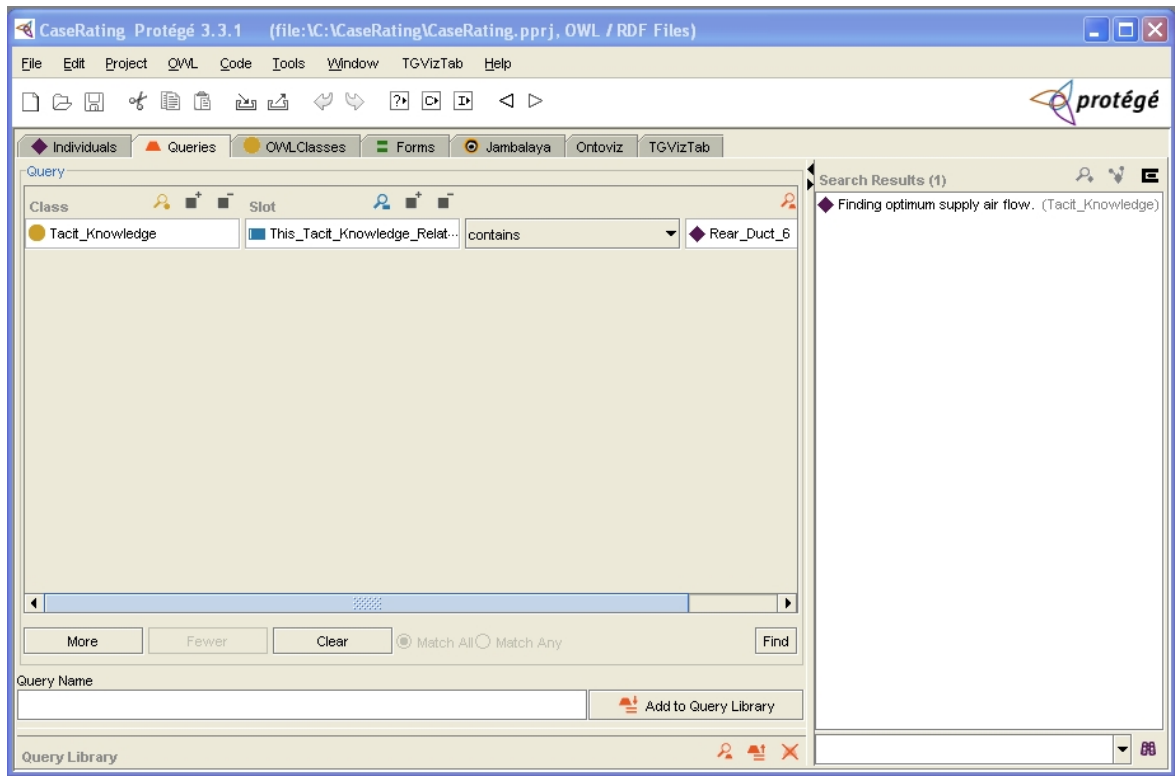 CaseRating Protégé 3.3.1 (file:\C:\CaseRating\CaseRating.pprj, OWL / RDF Files)
File Edit Project OWL Code Tools Window TGVizTab Help
protégé
Individuals Queries OWLClasses Forms Jambalaya Ontoviz TGVizTab
Query
Class Slot
Tacit_Knowledge This_Tacit_Knowledge_Relat... contains Rear_Duct_6
More Fewer Clear Match All Match Any Find
Query Name
Add to Query Library
Query Library
Search Results (1)
Finding optimum supply air flow. (Tacit_Knowledge)